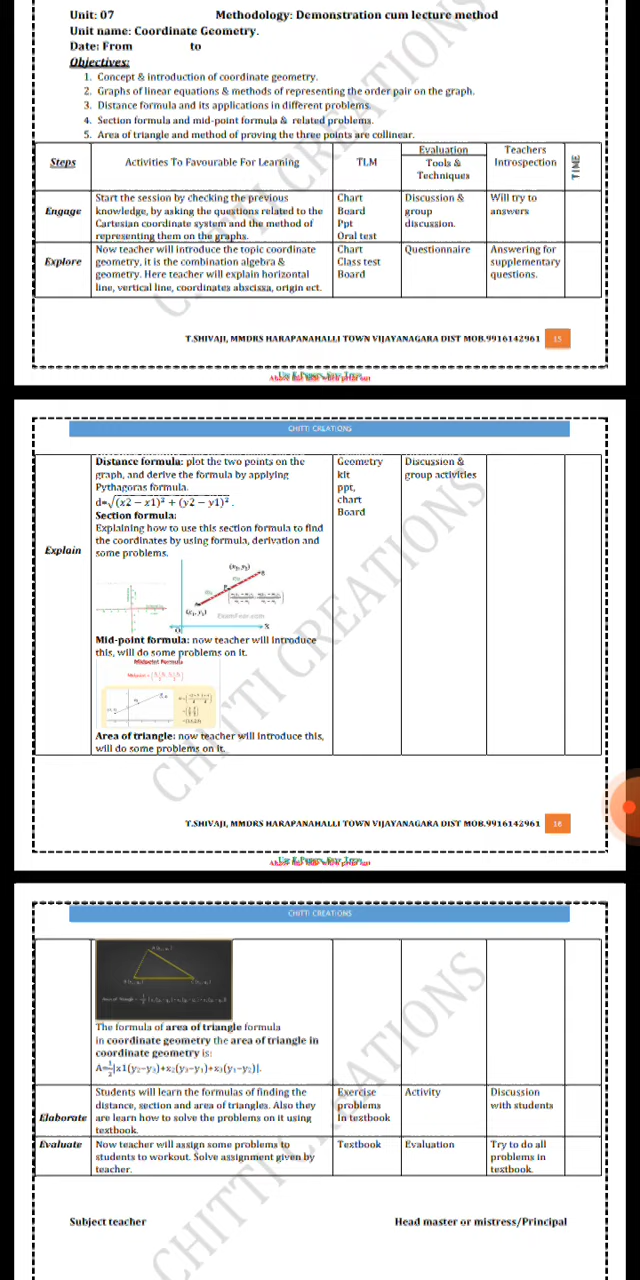 Unit: 07 Methodology: Demonstration cum lecture method
Unit name: Coordinate Geometry.
Date: From to
Objectives:
1. Concept & introduction of coordinate geometry.
2. Graphs of linear equations & methods of representing the order pair on the graph.
3. Distance formula and its applications in different problems.
4. Section formula and mid-point formula & related problems.
5. Area of triangle and method of proving the three points are collinear.
Steps
Activities To Favourable For Learning
TLM
Evaluation
Tools &
Techniques
Teachers
Introspection
TIME
Engage
Start the session by checking the previous
knowledge, by asking the questions related to the
Cartesian coordinate system and the method of
representing them on the graphs.
Chart
Board
Ppt
Oral test
Discussion &
group
discussion.
Will try to
answers
Explore
Now teacher will introduce the topic coordinate
geometry, it is the combination algebra &
geometry. Here teacher will explain horizontal
line, vertical line, coordinates abscissa, origin ect.
Chart
Class test
Board
Questionnaire
Answering for
supplementary
questions.
T.SHIVAJI, MMDRS HARAPANAHALLI TOWN VIJAYANAGARA DIST MOB.9916142961 15
CHITTI CREATIONS
Explain
Distance formula: plot the two points on the
graph, and derive the formula by applying
Pythagoras formula.
d=√(x2 − x1)² + (y2 − y1)² .
Section formula:
Explaining how to use this section formula to find
the coordinates by using formula, derivation and
some problems.
(x₂, y₂)
(x₁, y₁)
ExamFear.com
O
X
Mid-point formula: now teacher will introduce
this, will do some problems on it.
Midpoint Formula
Area of triangle: now teacher will introduce this,
will do some problems on it.
Geometry
kit
ppt,
chart
Board
Discussion &
group activities
T.SHIVAJI, MMDRS HARAPANAHALLI TOWN VIJAYANAGARA DIST MOB.9916142961 16
CHITTI CREATIONS
The formula of area of triangle formula
in coordinate geometry the area of triangle in
coordinate geometry is:
A=1/2|x1(y₂−y₃)+x₂(y₃−y₁)+x₃(y₁−y₂)|.
Elaborate
Students will learn the formulas of finding the
distance, section and area of triangles. Also they
are learn how to solve the problems on it using
textbook.
Exercise
problems
In textbook
Activity
Discussion
with students
Evaluate
Now teacher will assign some problems to
students to workout. Solve assignment given by
teacher.
Textbook
Evaluation
Try to do all
problems in
textbook.
Subject teacher Head master or mistress/Principal
CHITTI CREATIONS
CHITTI CREATIONS
CHITTI CREATIONS